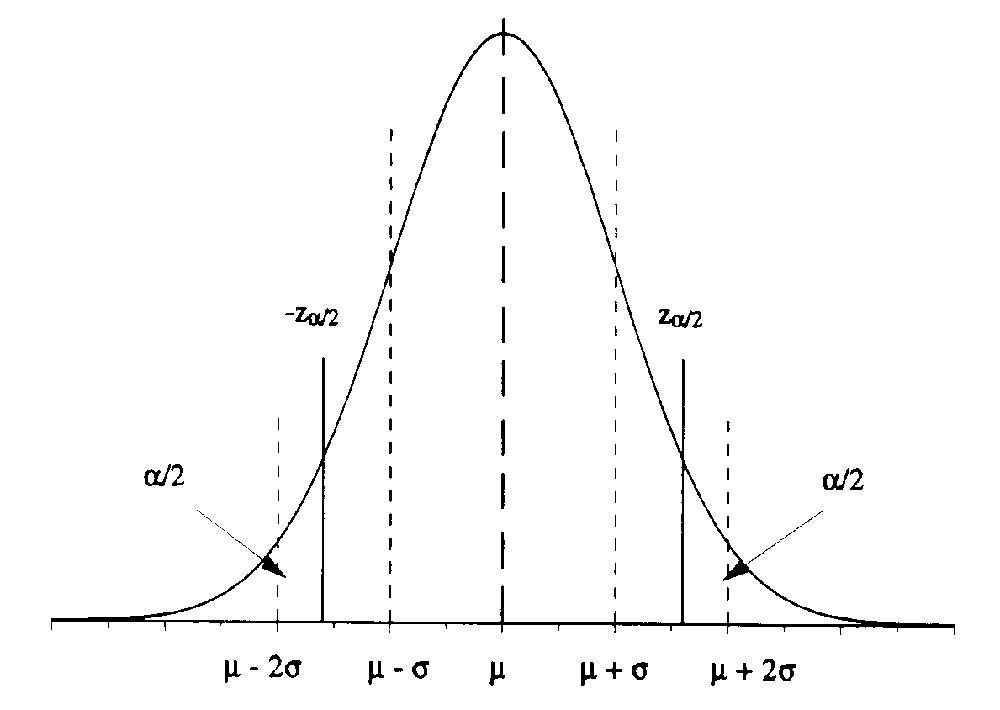 -zα/2
zα/2
α/2
α/2
μ - 2σ
μ - σ
μ
μ + σ
μ + 2σ